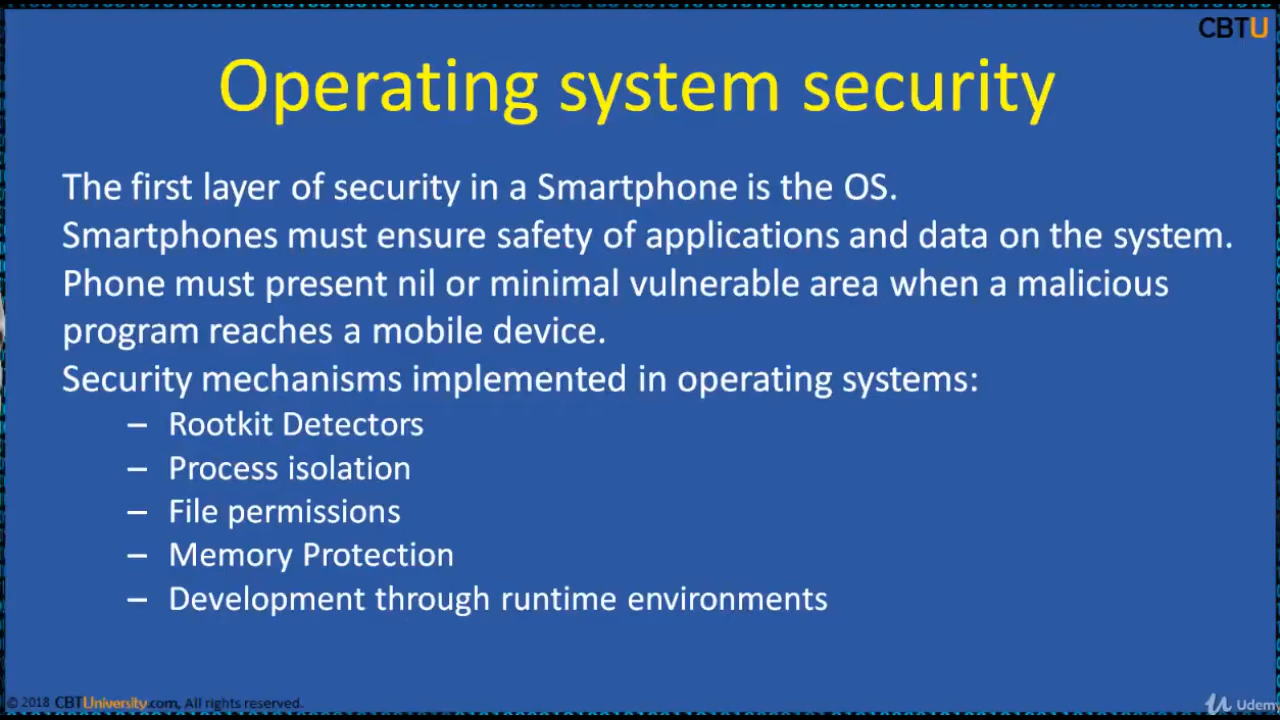 CBTU
Operating system security
The first layer of security in a Smartphone is the OS.
Smartphones must ensure safety of applications and data on the system.
Phone must present nil or minimal vulnerable area when a malicious
program reaches a mobile device.
Security mechanisms implemented in operating systems:
– Rootkit Detectors
– Process isolation
– File permissions
– Memory Protection
– Development through runtime environments
© 2018 CBTUniversity.com, All rights reserved.
Udemy